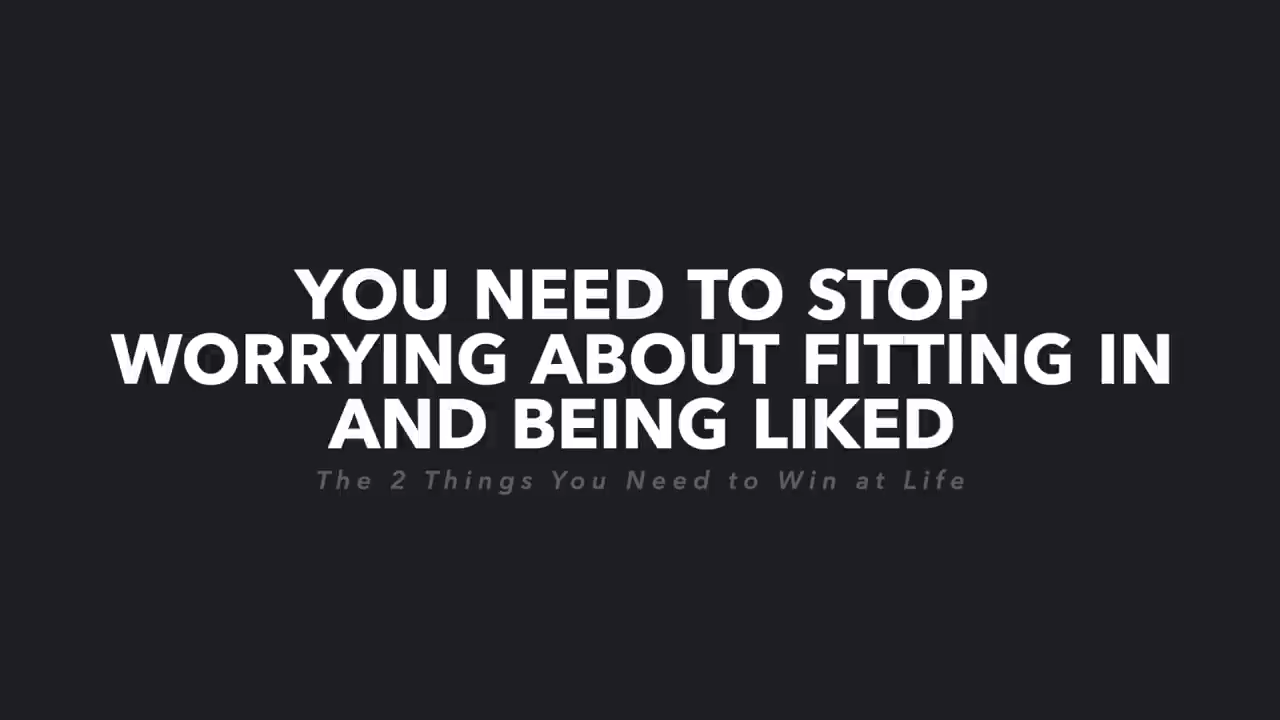 YOU NEED TO STOP
WORRYING ABOUT FITTING IN
AND BEING LIKED
The 2 Things You Need to Win at Life